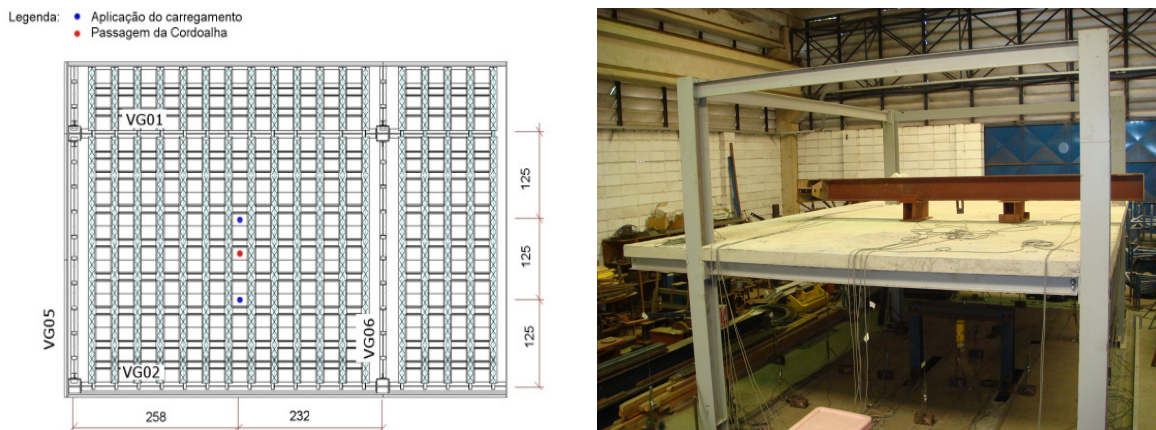 Legenda: Aplicação do carregamento
Passagem da Cordoalha
VG01
125
125
125
VG05
VG06
VG02
258 232